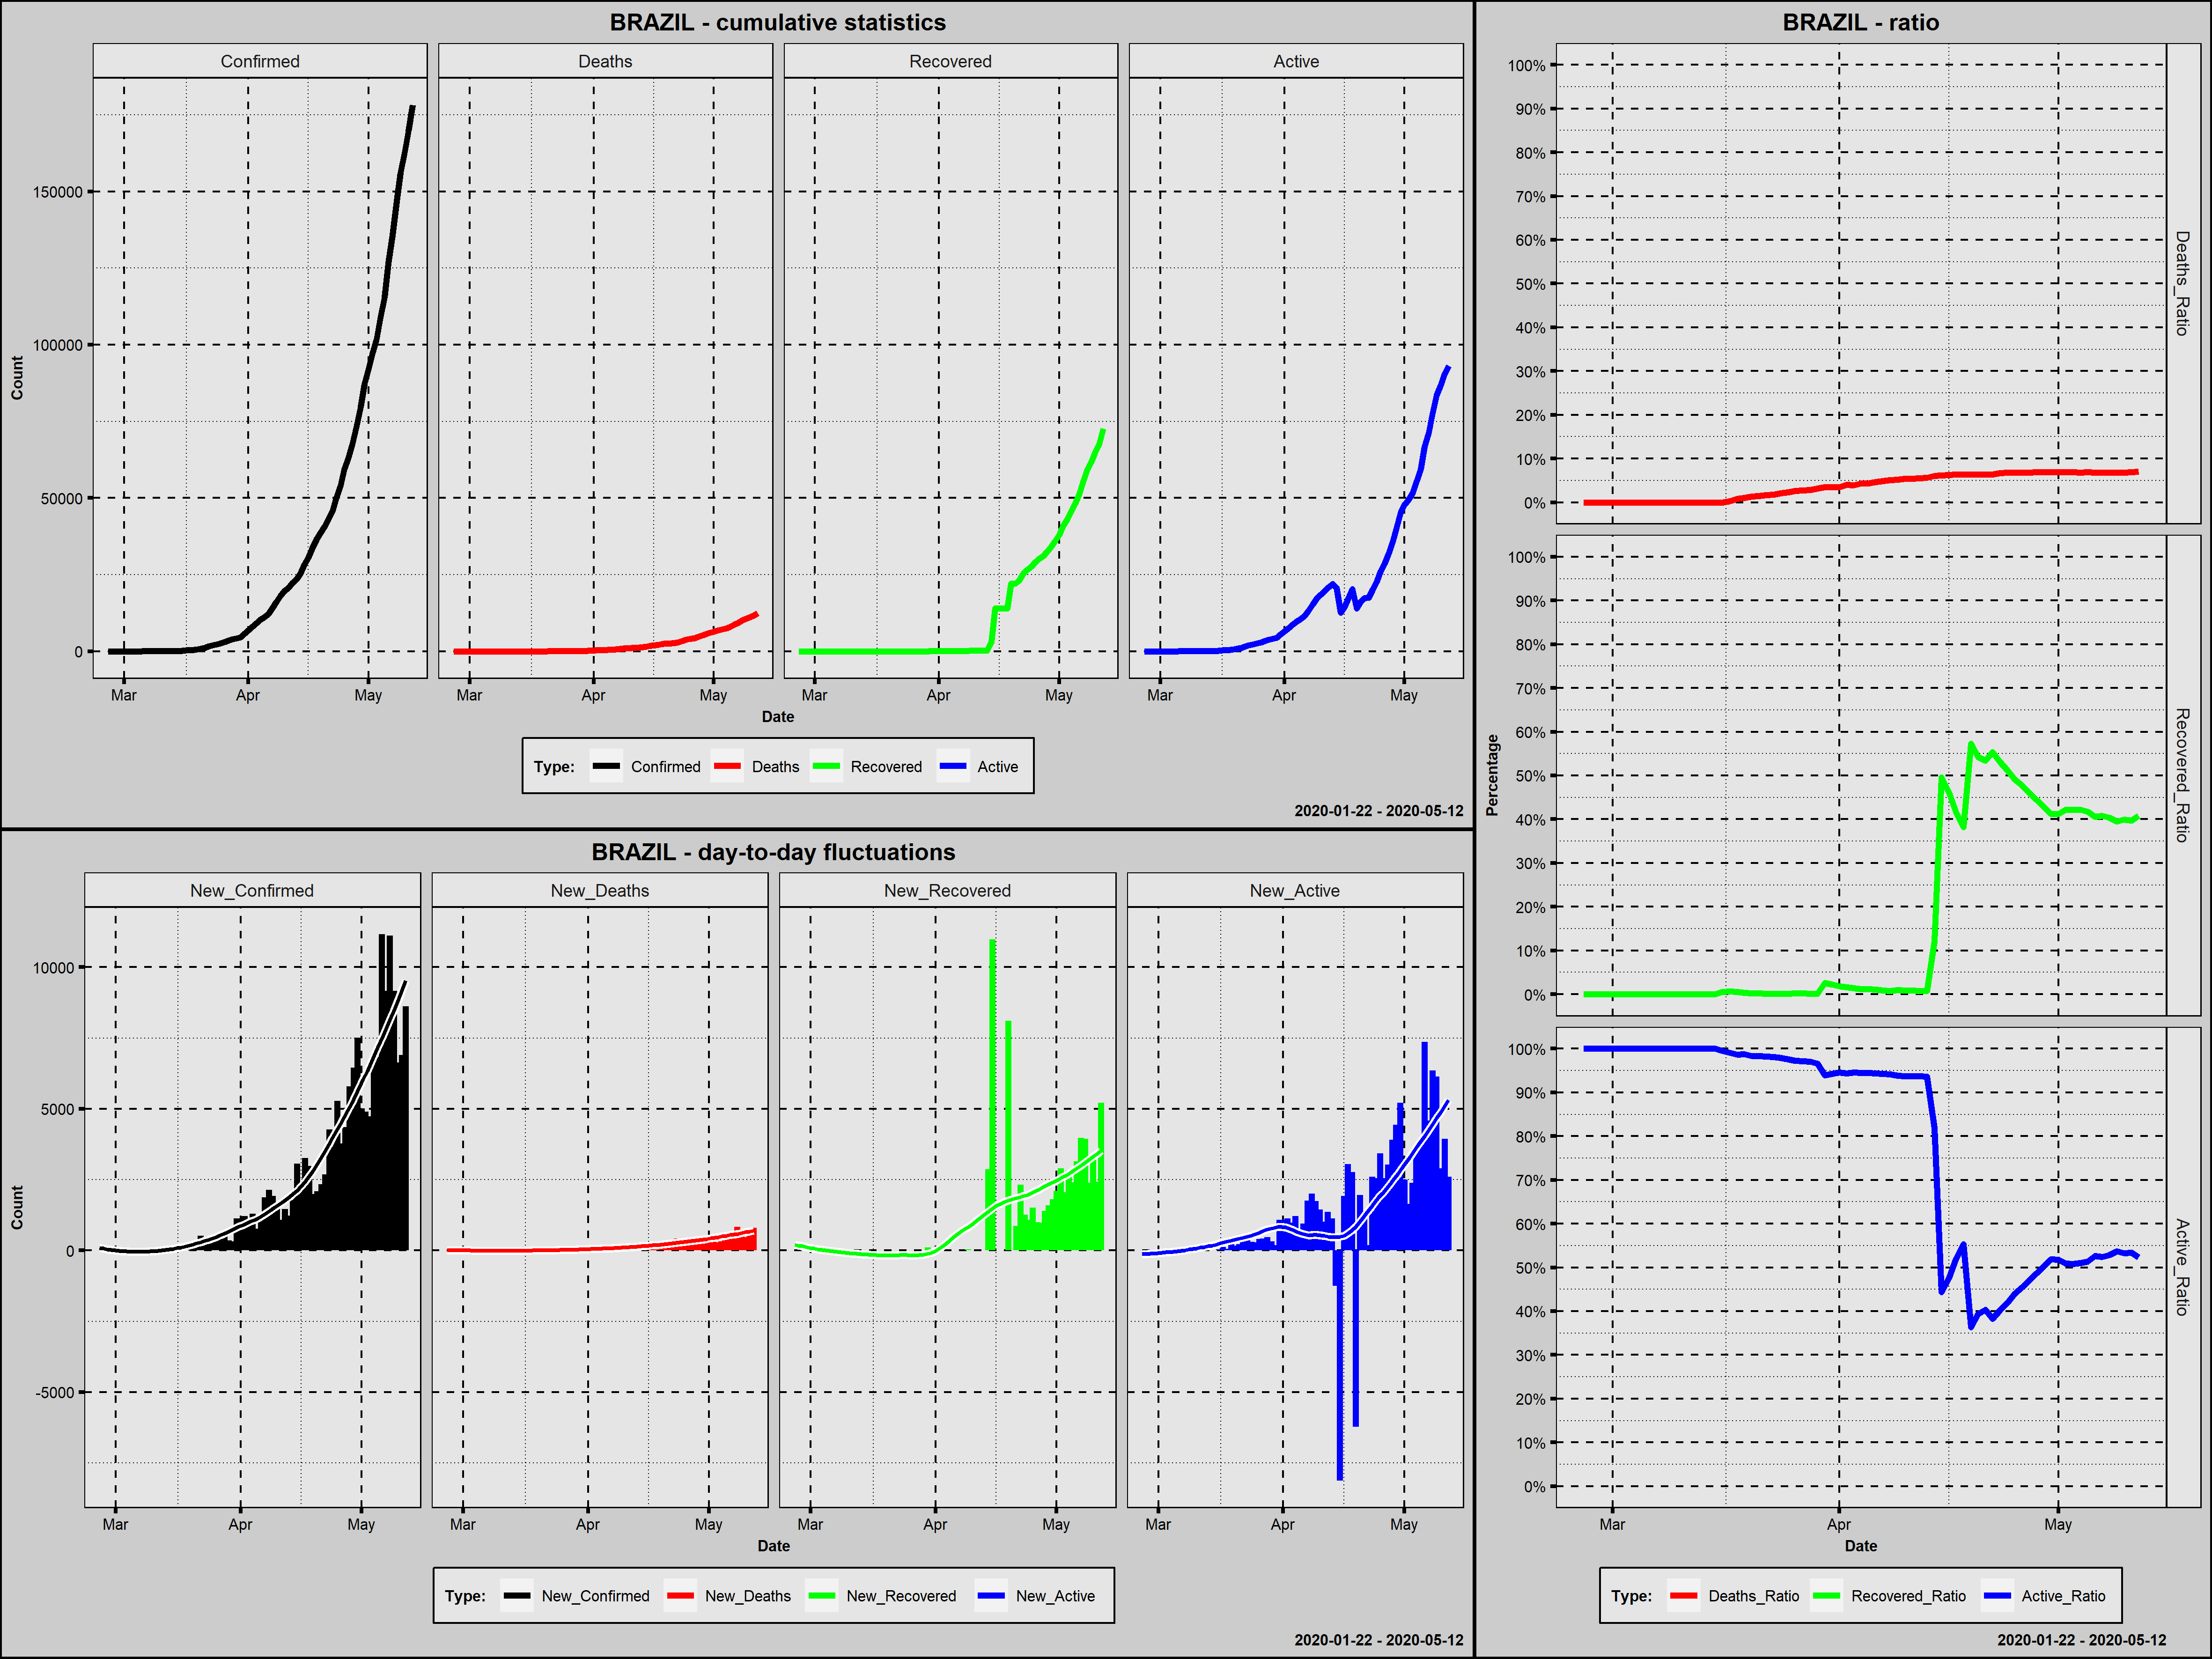 BRAZIL - cumulative statistics
Confirmed Deaths Recovered Active
Count
150000
100000
50000
0
Mar Apr May Mar Apr May Mar Apr May Mar Apr May
Date
Type: Confirmed Deaths Recovered Active
2020-01-22 - 2020-05-12
BRAZIL - day-to-day fluctuations
New_Confirmed New_Deaths New_Recovered New_Active
Count
10000
5000
0
-5000
Mar Apr May Mar Apr May Mar Apr May Mar Apr May
Date
Type: New_Confirmed New_Deaths New_Recovered New_Active
2020-01-22 - 2020-05-12
BRAZIL - ratio
Percentage
100%
90%
80%
70%
60%
50%
40%
30%
20%
10%
0%
Deaths_Ratio
100%
90%
80%
70%
60%
50%
40%
30%
20%
10%
0%
Recovered_Ratio
100%
90%
80%
70%
60%
50%
40%
30%
20%
10%
0%
Active_Ratio
Mar Apr May
Date
Type: Deaths_Ratio Recovered_Ratio Active_Ratio
2020-01-22 - 2020-05-12